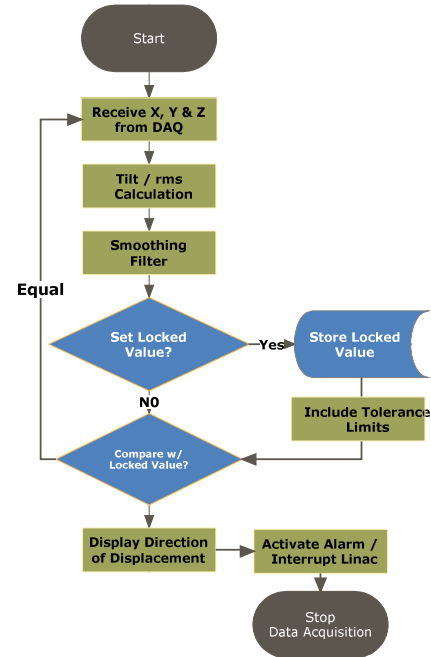 Start
Receive X, Y & Z
from DAQ
Tilt / rms
Calculation
Smoothing
Filter
Equal
Set Locked
Value?
Yes
Store Locked
Value
N0
Include Tolerance
Limits
Compare w/
Locked Value?
Display Direction
of Displacement
Activate Alarm /
Interrupt Linac
Stop
Data Acquisition